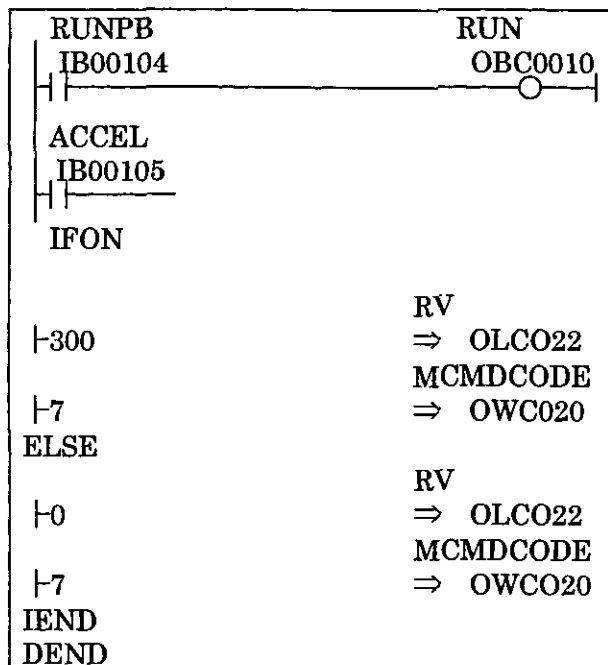 RUNPB RUN
IB00104 OBC0010
ACCEL
IB00105
IFON
RV
300 ⇒ OLCO22
MCMDCODE
7 ⇒ OWC020
ELSE
RV
0 ⇒ OLCO22
MCMDCODE
7 ⇒ OWCO20
IEND
DEND